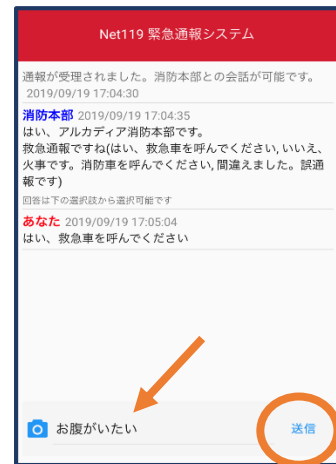 Net119 緊急通報システム
通報が受理されました。消防本部との会話が可能です。
2019/09/19 17:04:30
消防本部 2019/09/19 17:04:35
はい、アルカディア消防本部です。
救急通報ですね(はい、救急車を呼んでください, いいえ、
火事です。消防車を呼んでください, 間違えました。誤通
報です)
回答は下の選択肢から選択可能です
あなた 2019/09/19 17:05:04
はい、救急車を呼んでください
お腹がいたい
送信